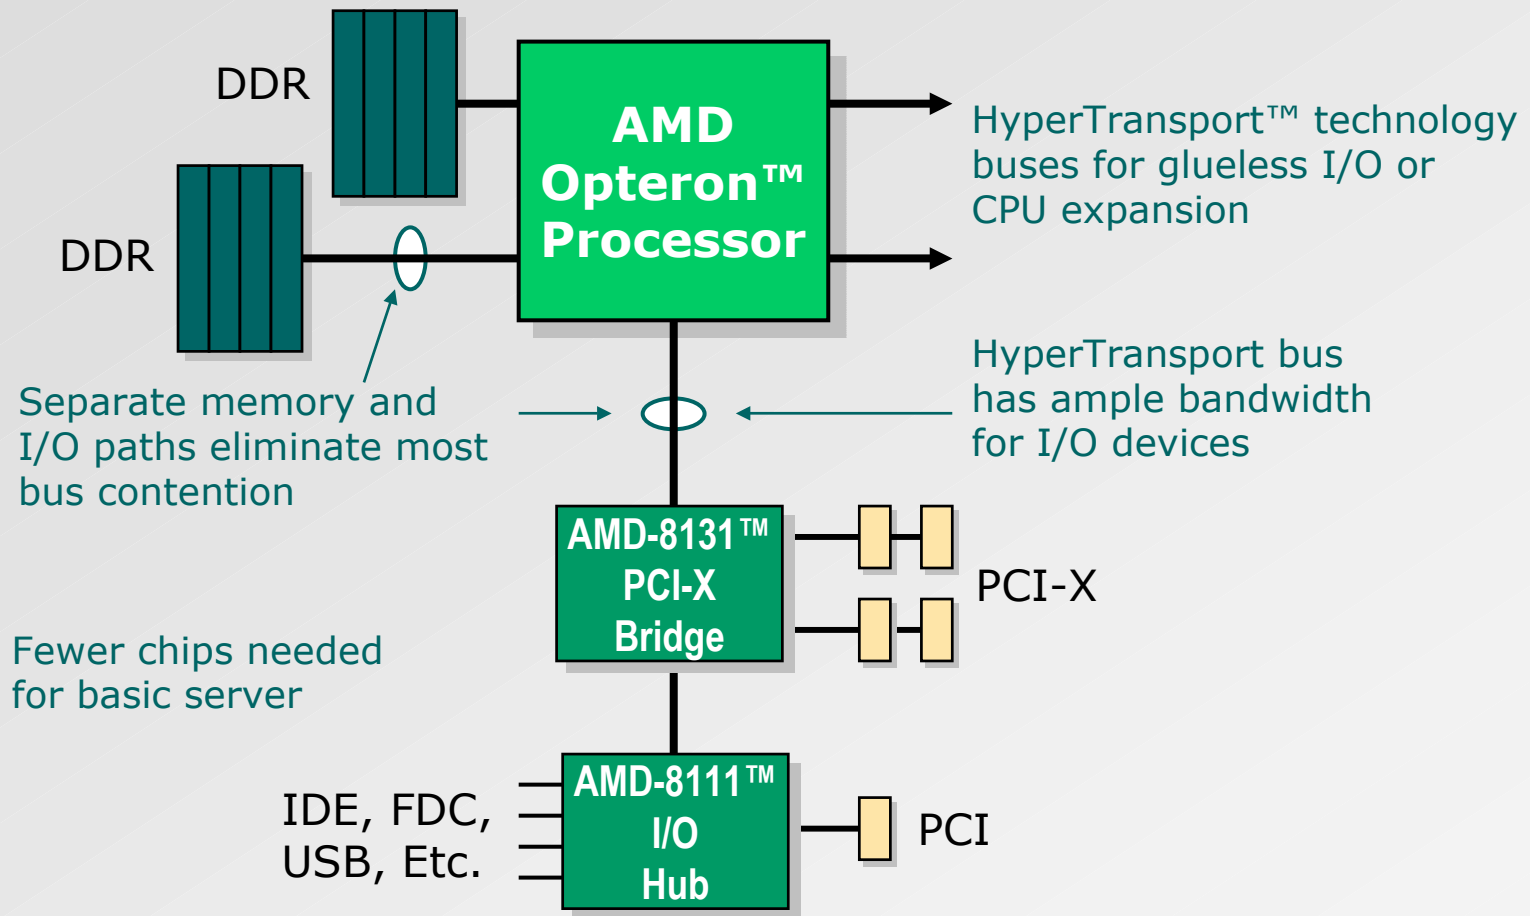 DDR
AMD
Opteron™
Processor
HyperTransport™ technology
buses for glueless I/O or
CPU expansion
DDR
HyperTransport bus
has ample bandwidth
for I/O devices
Separate memory and
I/O paths eliminate most
bus contention
AMD-8131™
PCI-X
Bridge
PCI-X
Fewer chips needed
for basic server
AMD-8111™
I/O
Hub
IDE, FDC,
USB, Etc.
PCI